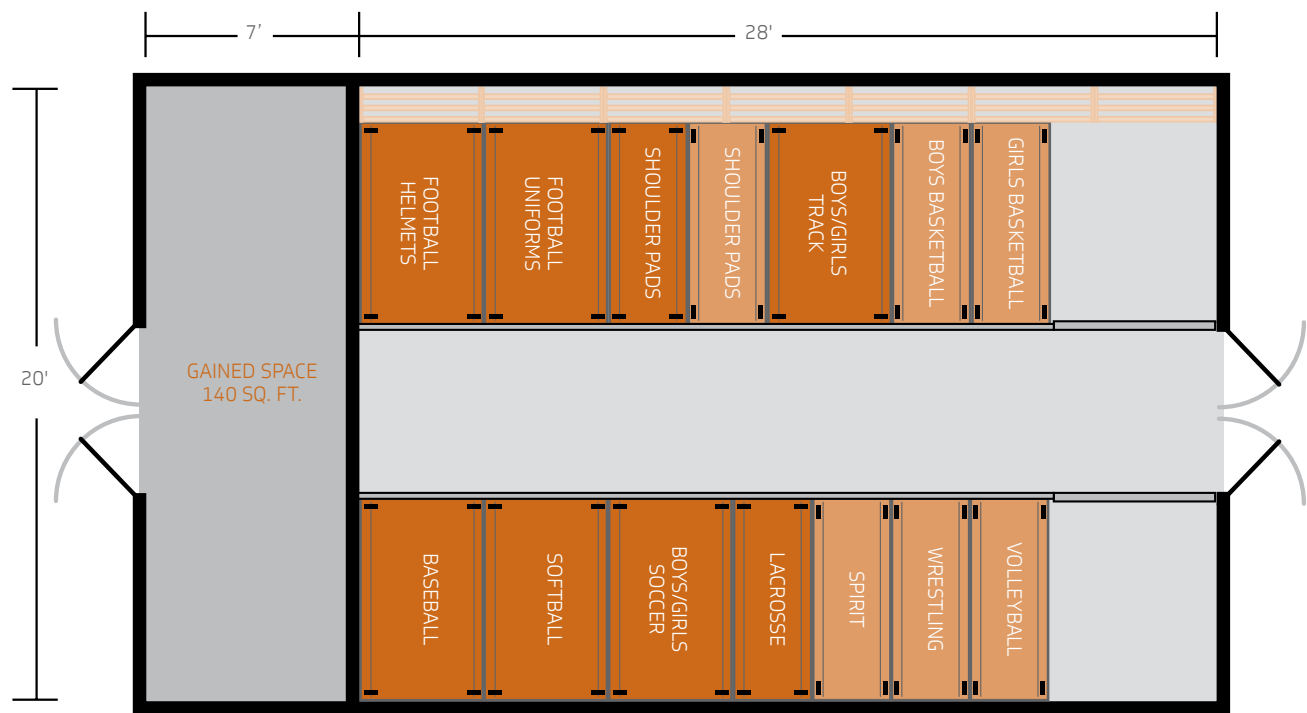 7’
28'
20'
GAINED SPACE
140 SQ. FT.
FOOTBALL
HELMETS
FOOTBALL
UNIFORMS
SHOULDER PADS
SHOULDER PADS
BOYS/GIRLS
TRACK
BOYS BASKETBALL
GIRLS BASKETBALL
BASEBALL
SOFTBALL
BOYS/GIRLS
SOCCER
LACROSSE
SPIRIT
WRESTLING
VOLLEYBALL